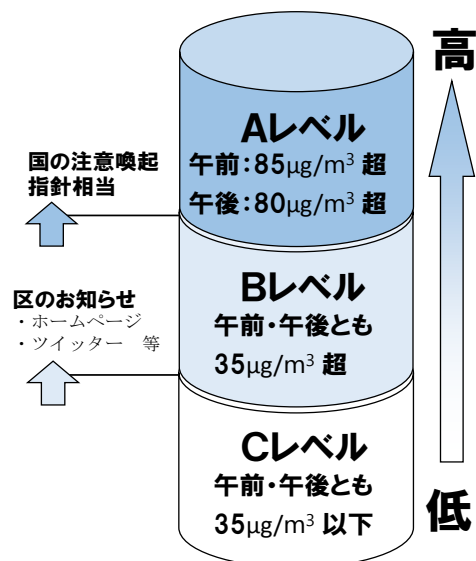 高
Aレベル
午前:85μg/m³ 超
午後:80μg/m³ 超
国の注意喚起
指針相当
Bレベル
午前・午後とも
35μg/m³ 超
区のお知らせ
・ホームページ
・ツイッター 等
Cレベル
午前・午後とも
35μg/m³ 以下
低